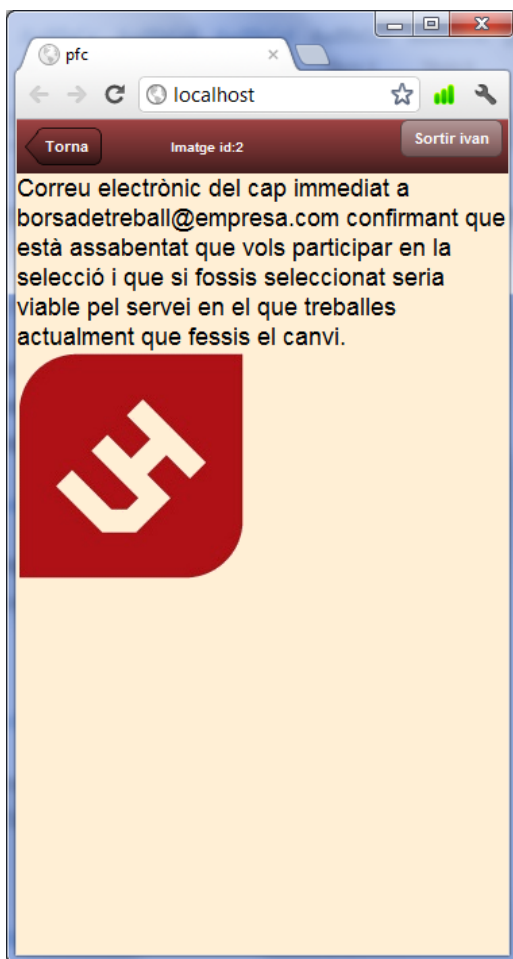 pfc
localhost
Torna
Imatge id:2
Sortir ivan
Correu electrònic del cap immediat a
borsadetreball@empresa.com confirmant que
està assabentat que vols participar en la
selecció i que si fossis seleccionat seria
viable pel servei en el que treballes
actualment que fessis el canvi.